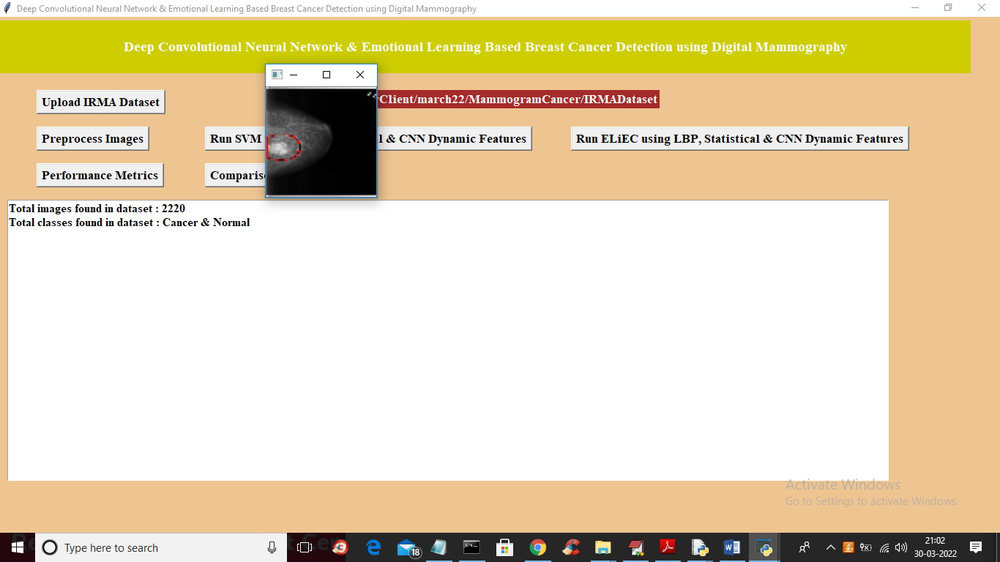 Deep Convolutional Neural Network & Emotional Learning Based Breast Cancer Detection using Digital Mammography
Deep Convolutional Neural Network & Emotional Learning Based Breast Cancer Detection using Digital Mammography
Upload IRMA Dataset
Client/march22/MammogramCancer/IRMADataset
Preprocess Images
Run SVM
l & CNN Dynamic Features
Run ELiEC using LBP, Statistical & CNN Dynamic Features
Performance Metrics
Comparis
Total images found in dataset : 2220
Total classes found in dataset : Cancer & Normal
Activate Windows
Go to Settings to activate Windows.
Type here to search
18
21:02
30-03-2022